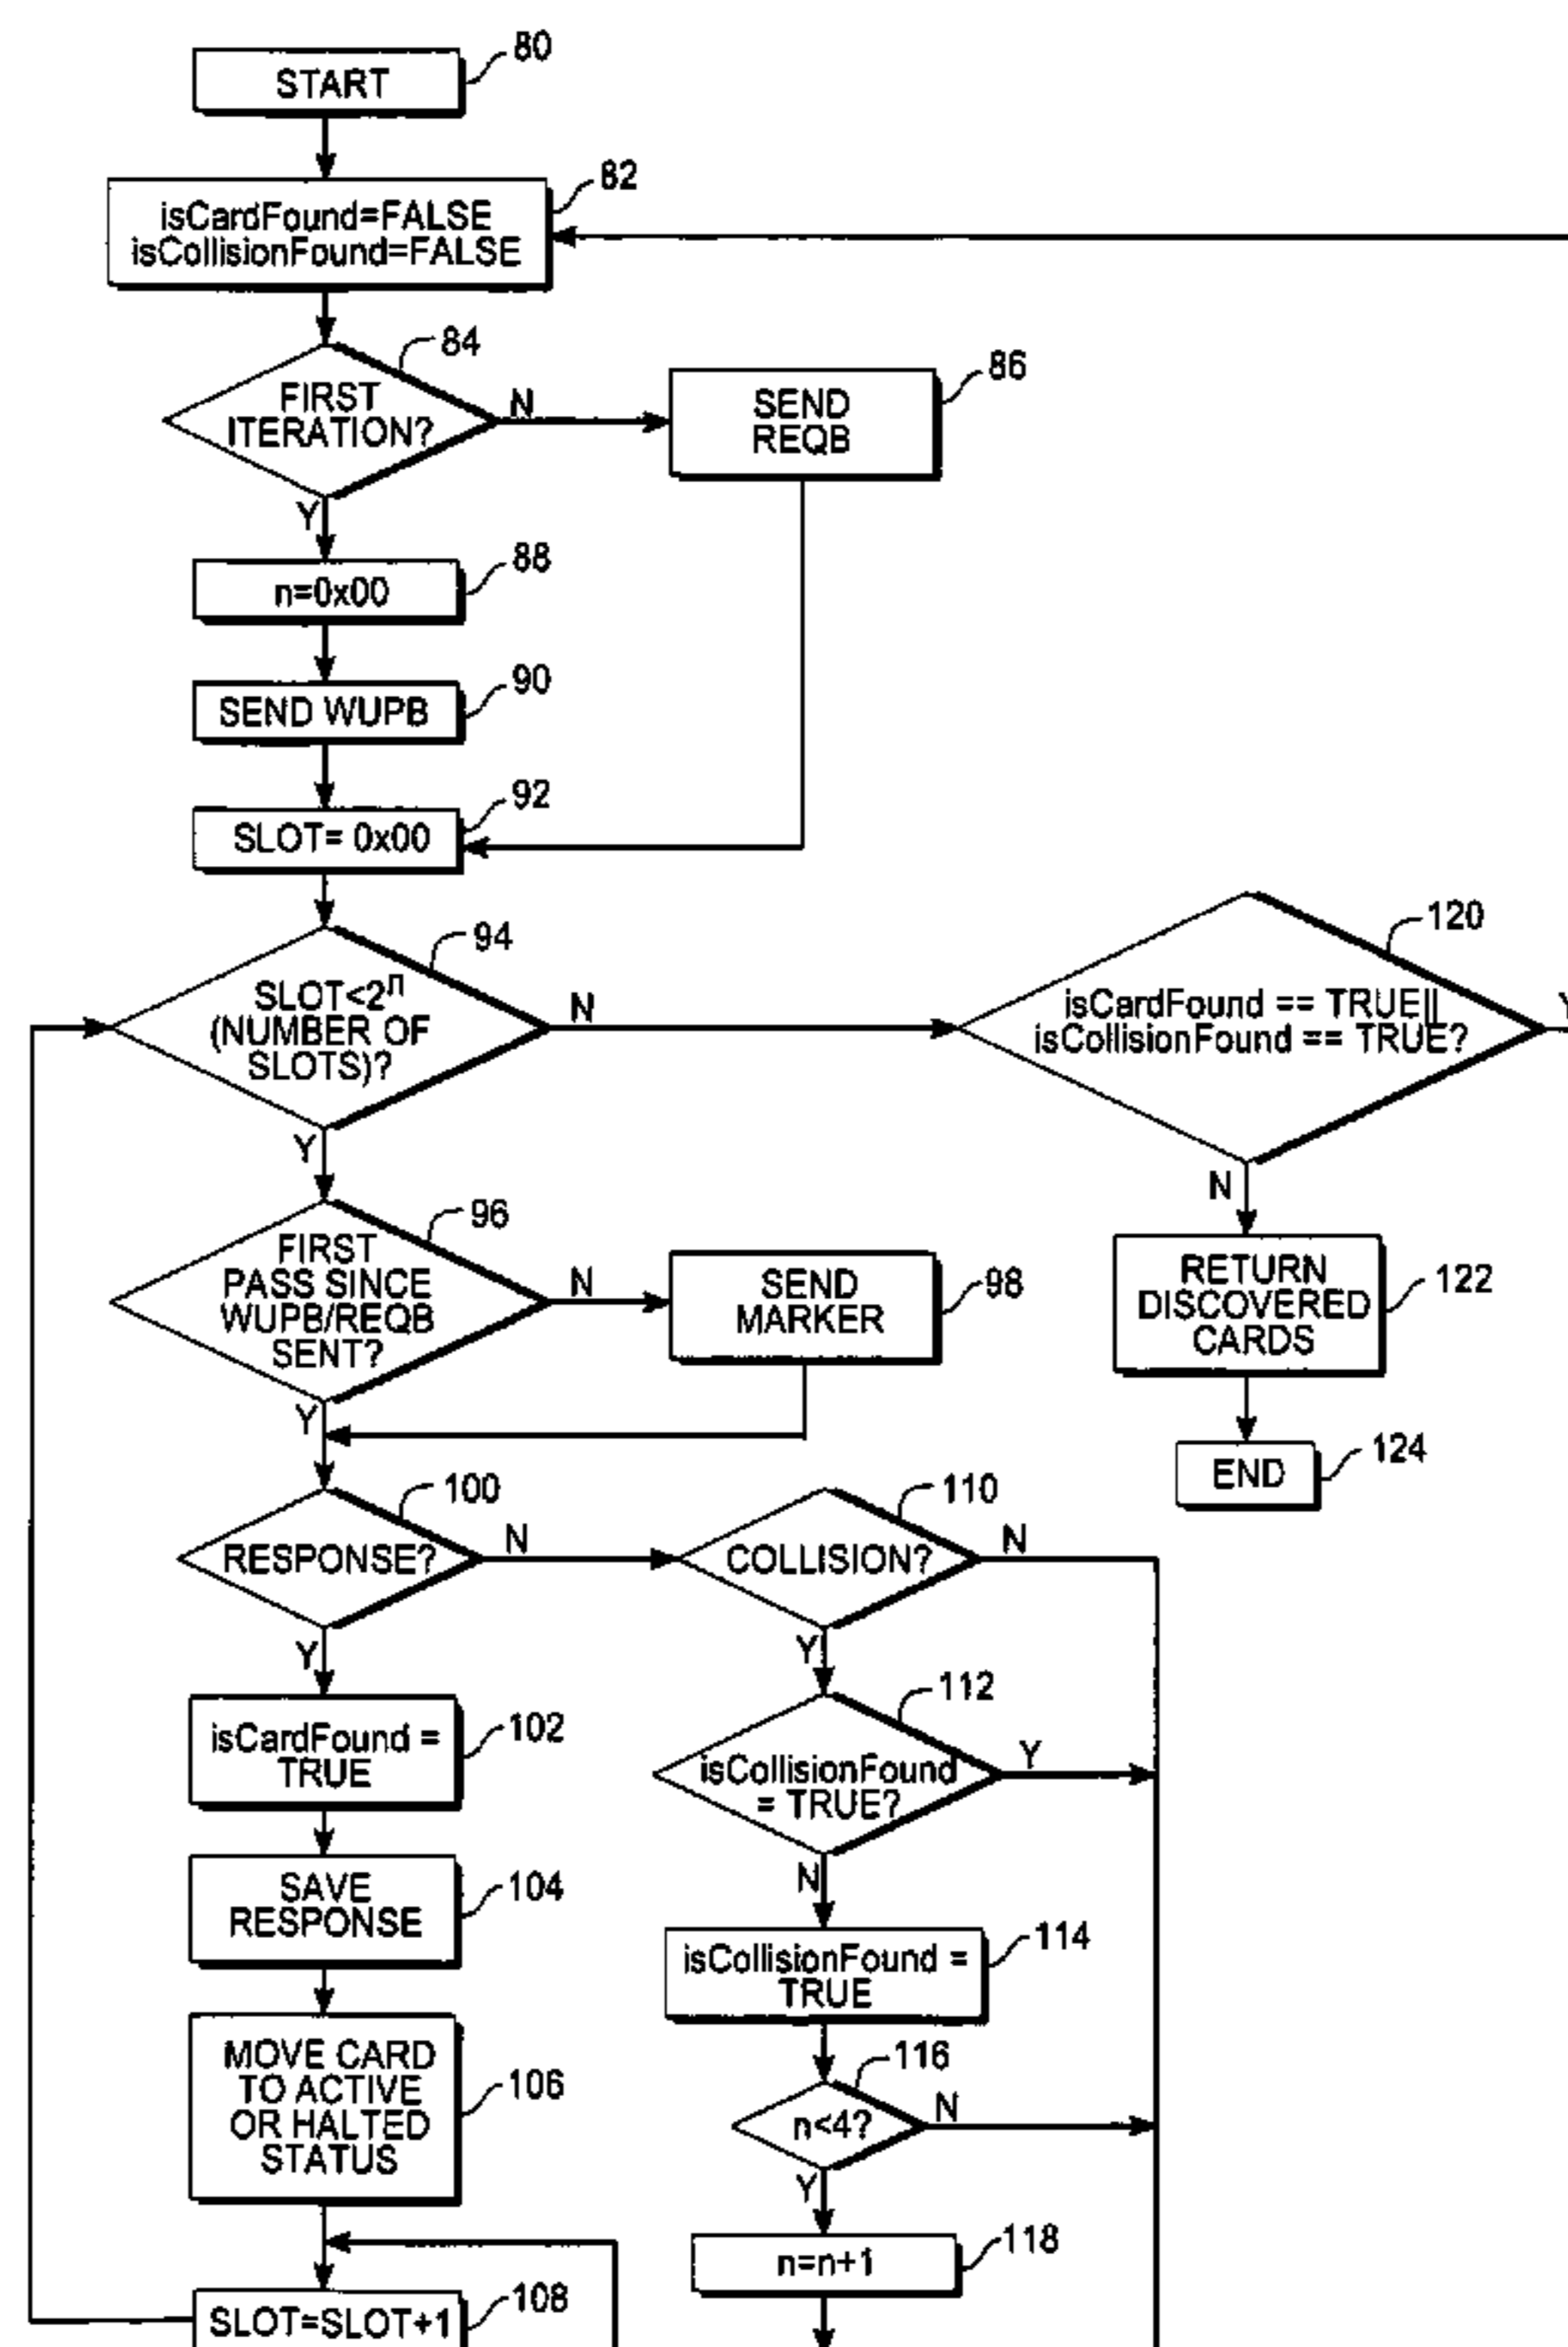 START
80
isCardFound=FALSE
isCollisionFound=FALSE
82
FIRST
ITERATION?
84
N
SEND
REQB
86
Y
n=0x00
88
SEND WUPB
90
SLOT= 0x00
92
SLOT<2ⁿ
(NUMBER OF
SLOTS)?
94
N
isCardFound == TRUE||
isCollisionFound == TRUE?
120
Y
Y
N
FIRST
PASS SINCE
WUPB/REQB
SENT?
96
N
SEND
MARKER
98
RETURN
DISCOVERED
CARDS
122
Y
END
124
RESPONSE?
100
N
COLLISION?
110
N
Y
Y
isCardFound =
TRUE
102
isCollisionFound
= TRUE?
112
Y
SAVE
RESPONSE
104
N
isCollisionFound =
TRUE
114
MOVE CARD
TO ACTIVE
OR HALTED
STATUS
106
n<4?
116
N
Y
n=n+1
118
SLOT=SLOT+1
108